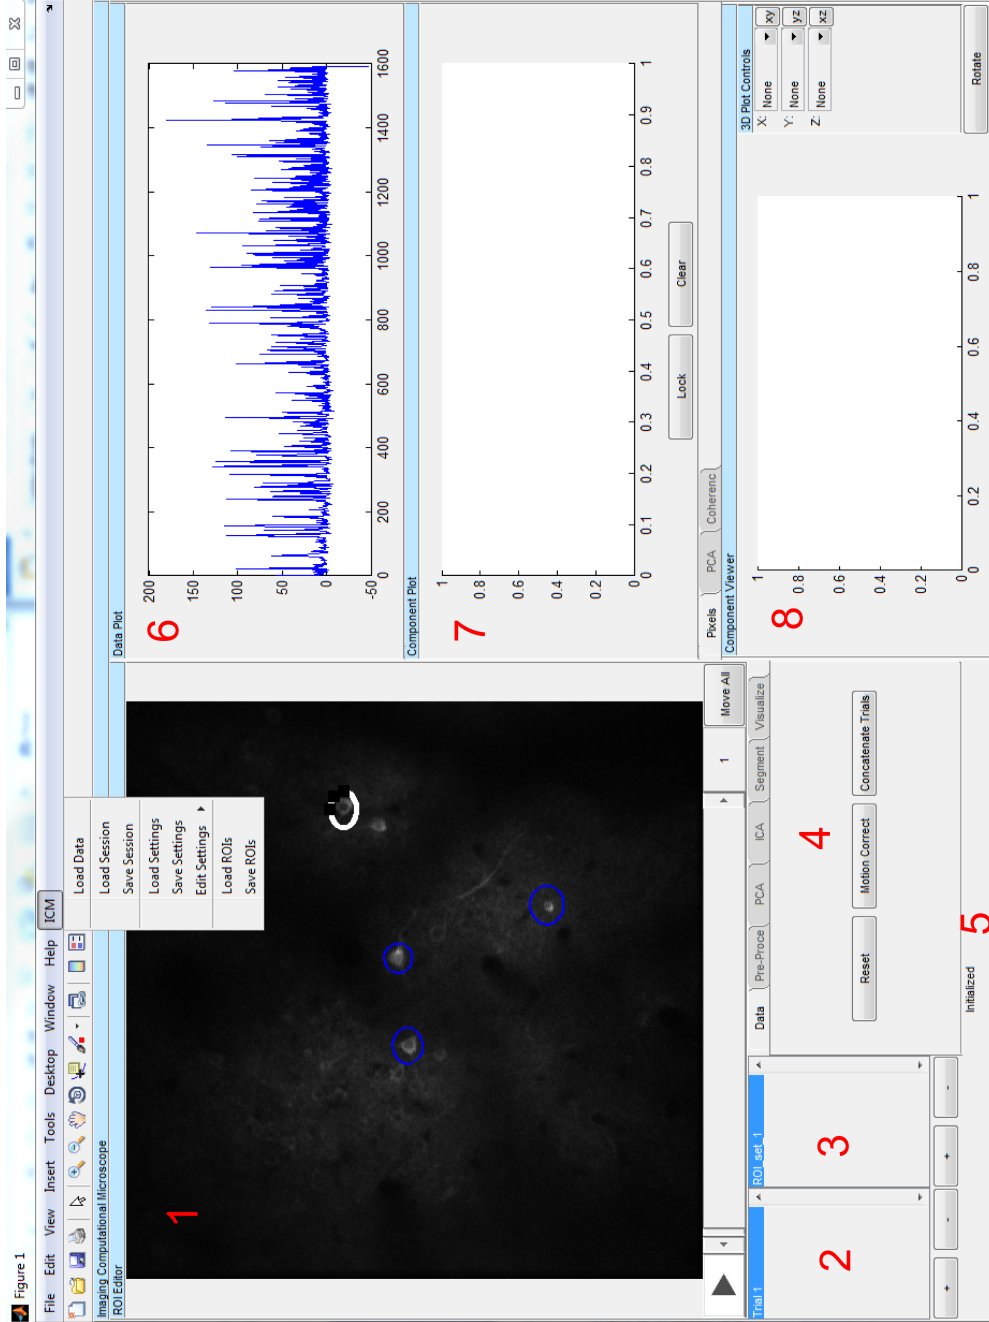 Figure 1
File Edit View Insert Tools Desktop Window Help ICM
Load Data
Load Session
Save Session
Load Settings
Save Settings
Edit Settings
Load ROIs
Save ROIs
Imaging Computational Microscope
ROI Editor
1
1
Move All
Trial 1
2
+ -
ROI_set_1
3
+ -
Data Pre-Proce PCA ICA Segment Visualize
4
Reset Motion Correct Concatenate Trials
Initialized
5
Data Plot
6
200
150
100
50
0
-50
0 200 400 600 800 1000 1200 1400 1600
Component Plot
7
1
0.8
0.6
0.4
0.2
0
0 0.1 0.2 0.3 0.4 0.5 0.6 0.7 0.8 0.9 1
Lock Clear
Pixels PCA Coherenc
Component Viewer
8
1
0.8
0.6
0.4
0.2
0
0 0.2 0.4 0.6 0.8 1
3D Plot Controls
X: None xy
Y: None yz
Z: None xz
Rotate